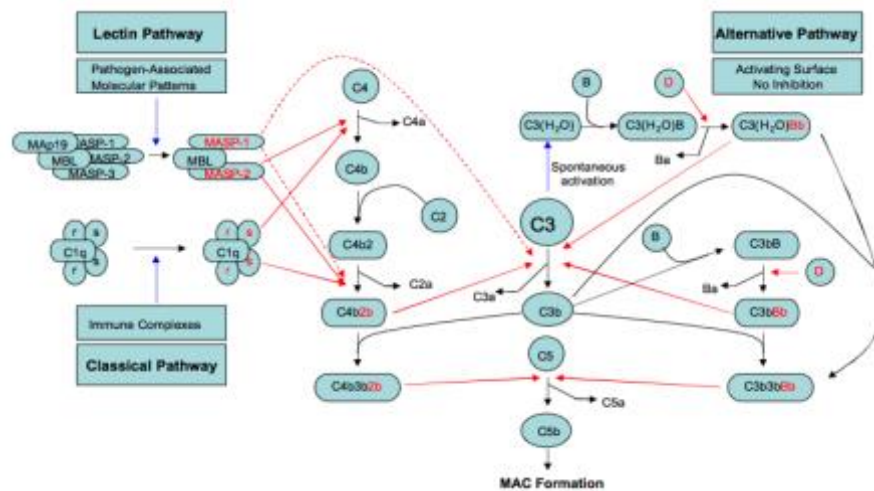 Lectin Pathway
Pathogen-Associated
Molecular Patterns
Alternative Pathway
Activating Surface
No Inhibition
C4
C4a
B
D
C3(H₂O)
C3(H₂O)B
C3(H₂O)Bb
Ba
Spontaneous
activation
MAp19
ASP-1
MBL
MASP-2
MASP-3
MASP-1
MBL
MASP-2
C4b
C2
r s
C1q
r s
r s
C1q
r s
C4b2
C2a
C3
B
C3bB
D
Ba
C3a
C4b2b
C3b
C3bBb
Immune Complexes
Classical Pathway
C5
C4b3b2b
C3b3bBb
C5a
C5b
MAC Formation